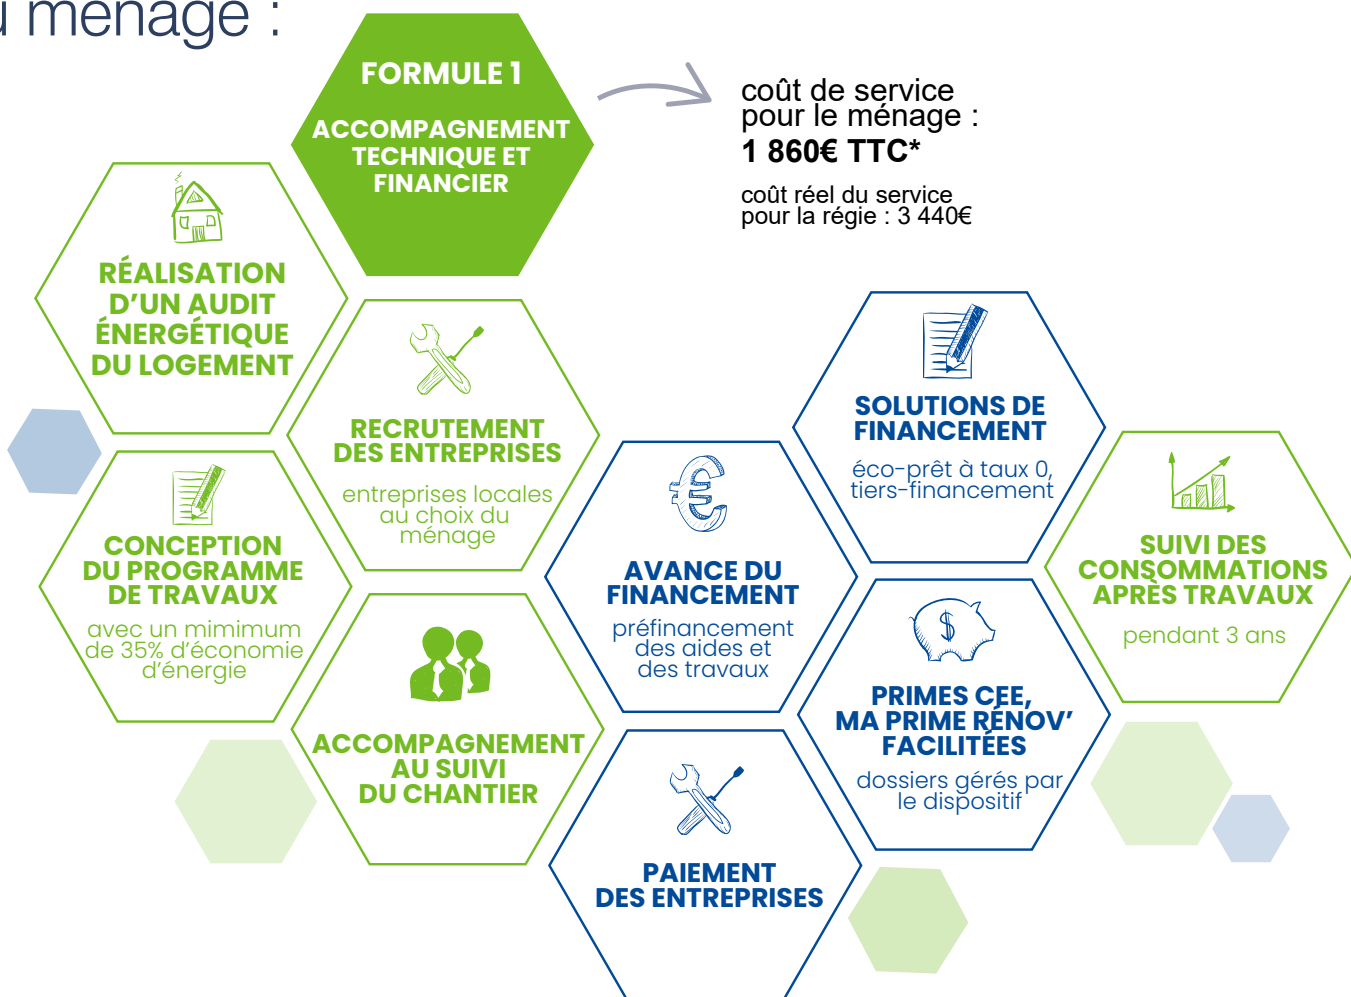 u ménage :
FORMULE 1
ACCOMPAGNEMENT
TECHNIQUE ET
FINANCIER
coût de service
pour le ménage :
1 860€ TTC*
coût réel du service
pour la régie : 3 440€
RÉALISATION
D’UN AUDIT
ÉNERGÉTIQUE
DU LOGEMENT
RECRUTEMENT
DES ENTREPRISES
entreprises locales
au choix du
ménage
SOLUTIONS DE
FINANCEMENT
éco-prêt à taux 0,
tiers-financement
CONCEPTION
DU PROGRAMME
DE TRAVAUX
avec un mimimum
de 35% d’économie
d’énergie
AVANCE DU
FINANCEMENT
préfinancement
des aides et
des travaux
SUIVI DES
CONSOMMATIONS
APRÈS TRAVAUX
pendant 3 ans
ACCOMPAGNEMENT
AU SUIVI
DU CHANTIER
PRIMES CEE,
MA PRIME RÉNOV’
FACILITÉES
dossiers gérés par
le dispositif
PAIEMENT
DES ENTREPRISES